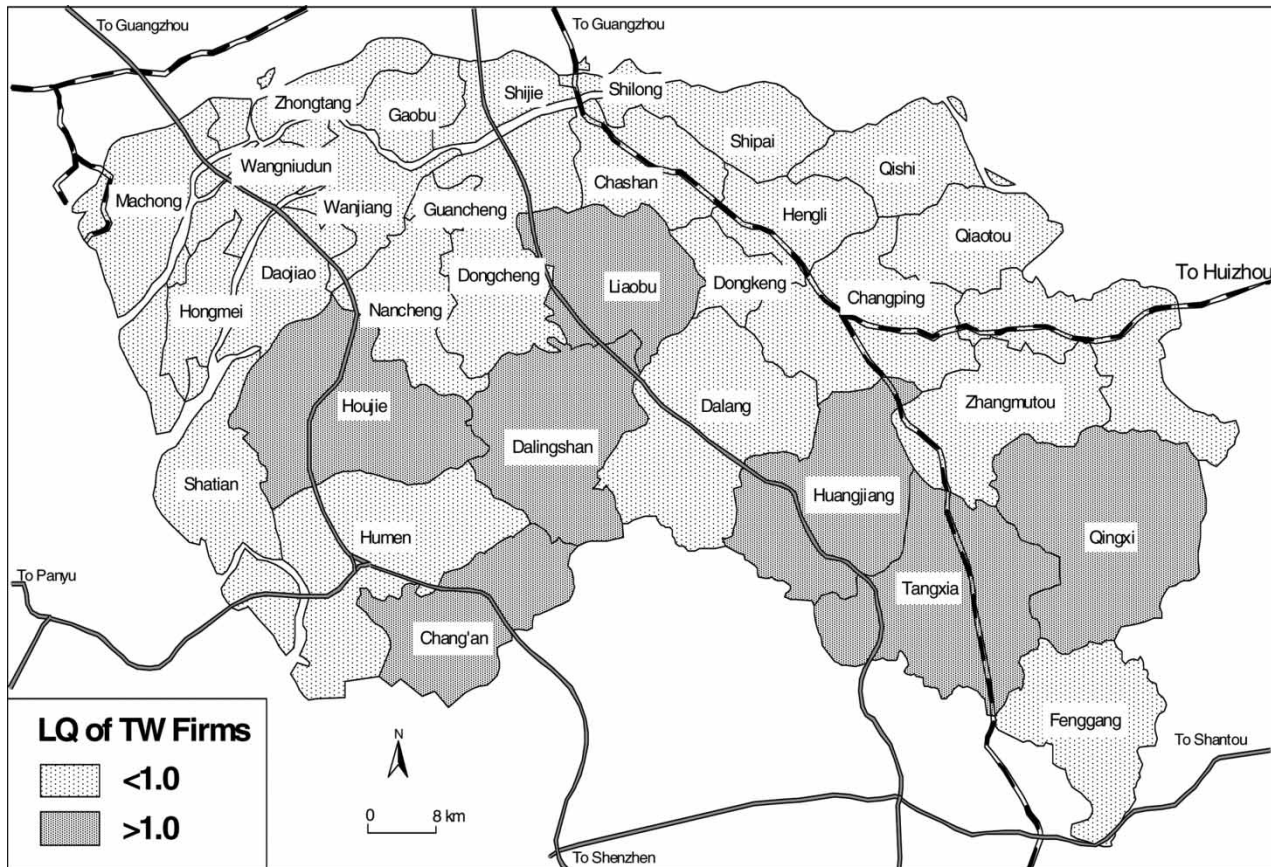 To Guangzhou
To Guangzhou
Zhongtang
Gaobu
Shijie
Shilong
Shipai
Qishi
Wangniudun
Machong
Wanjiang
Guancheng
Chashan
Hengli
Qiaotou
Daojiao
Hongmei
Nancheng
Dongcheng
Liaobu
Dongkeng
Changping
To Huizhou
Houjie
Dalingshan
Dalang
Zhangmutou
Shatian
Humen
Huangjiang
Qingxi
To Panyu
Chang'an
Tangxia
Fenggang
To Shantou
To Shenzhen
LQ of TW Firms
<1.0
>1.0
N
0 8 km